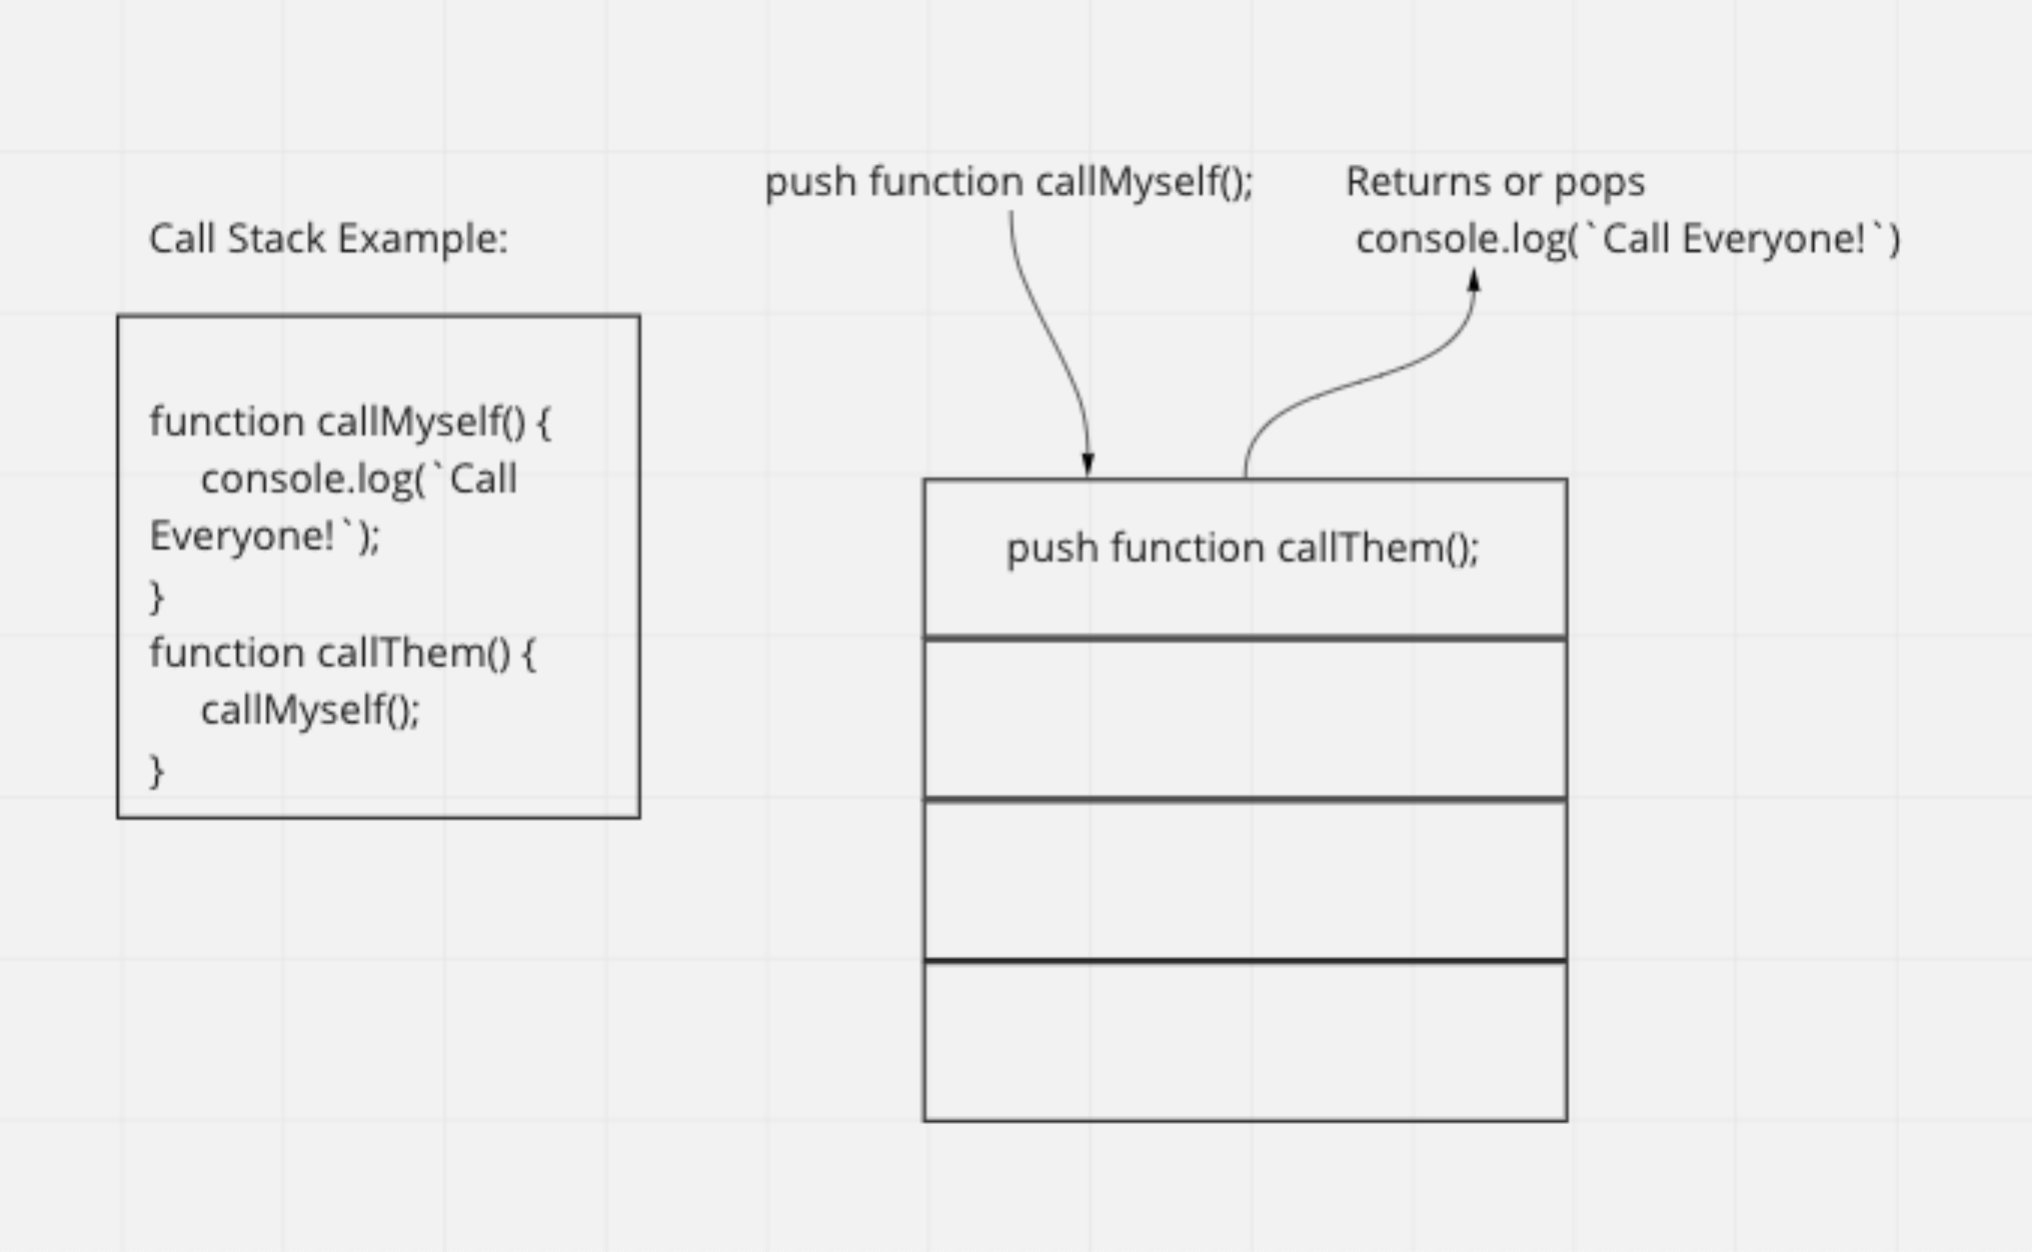 Call Stack Example:
function callMyself() {
console.log(`Call
Everyone!`);
}
function callThem() {
callMyself();
}
push function callMyself();
Returns or pops
console.log(`Call Everyone!`)
push function callThem();